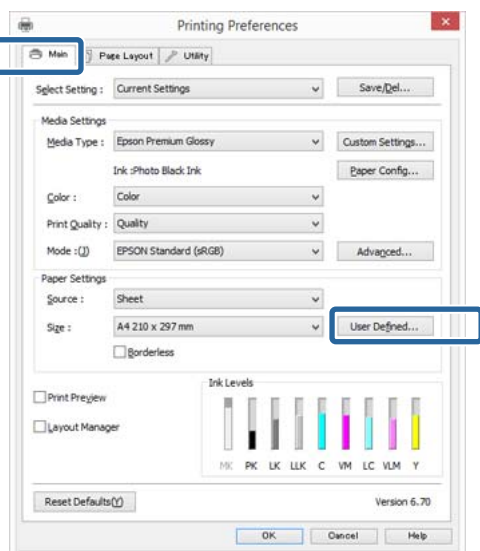 Printing Preferences
Main Page Layout Utility
Select Setting : Current Settings Save/Del...
Media Settings
Media Type : Epson Premium Glossy Custom Settings...
Ink :Photo Black Ink Paper Config...
Color : Color
Print Quality : Quality
Mode :(J) EPSON Standard (sRGB) Advanced...
Paper Settings
Source : Sheet
Size : A4 210 x 297 mm User Defined...
Borderless
Ink Levels
Print Preview
Layout Manager
MK PK LK LLK C VM LC VLM Y
Reset Defaults(Y) Version 6.70
OK Cancel Help